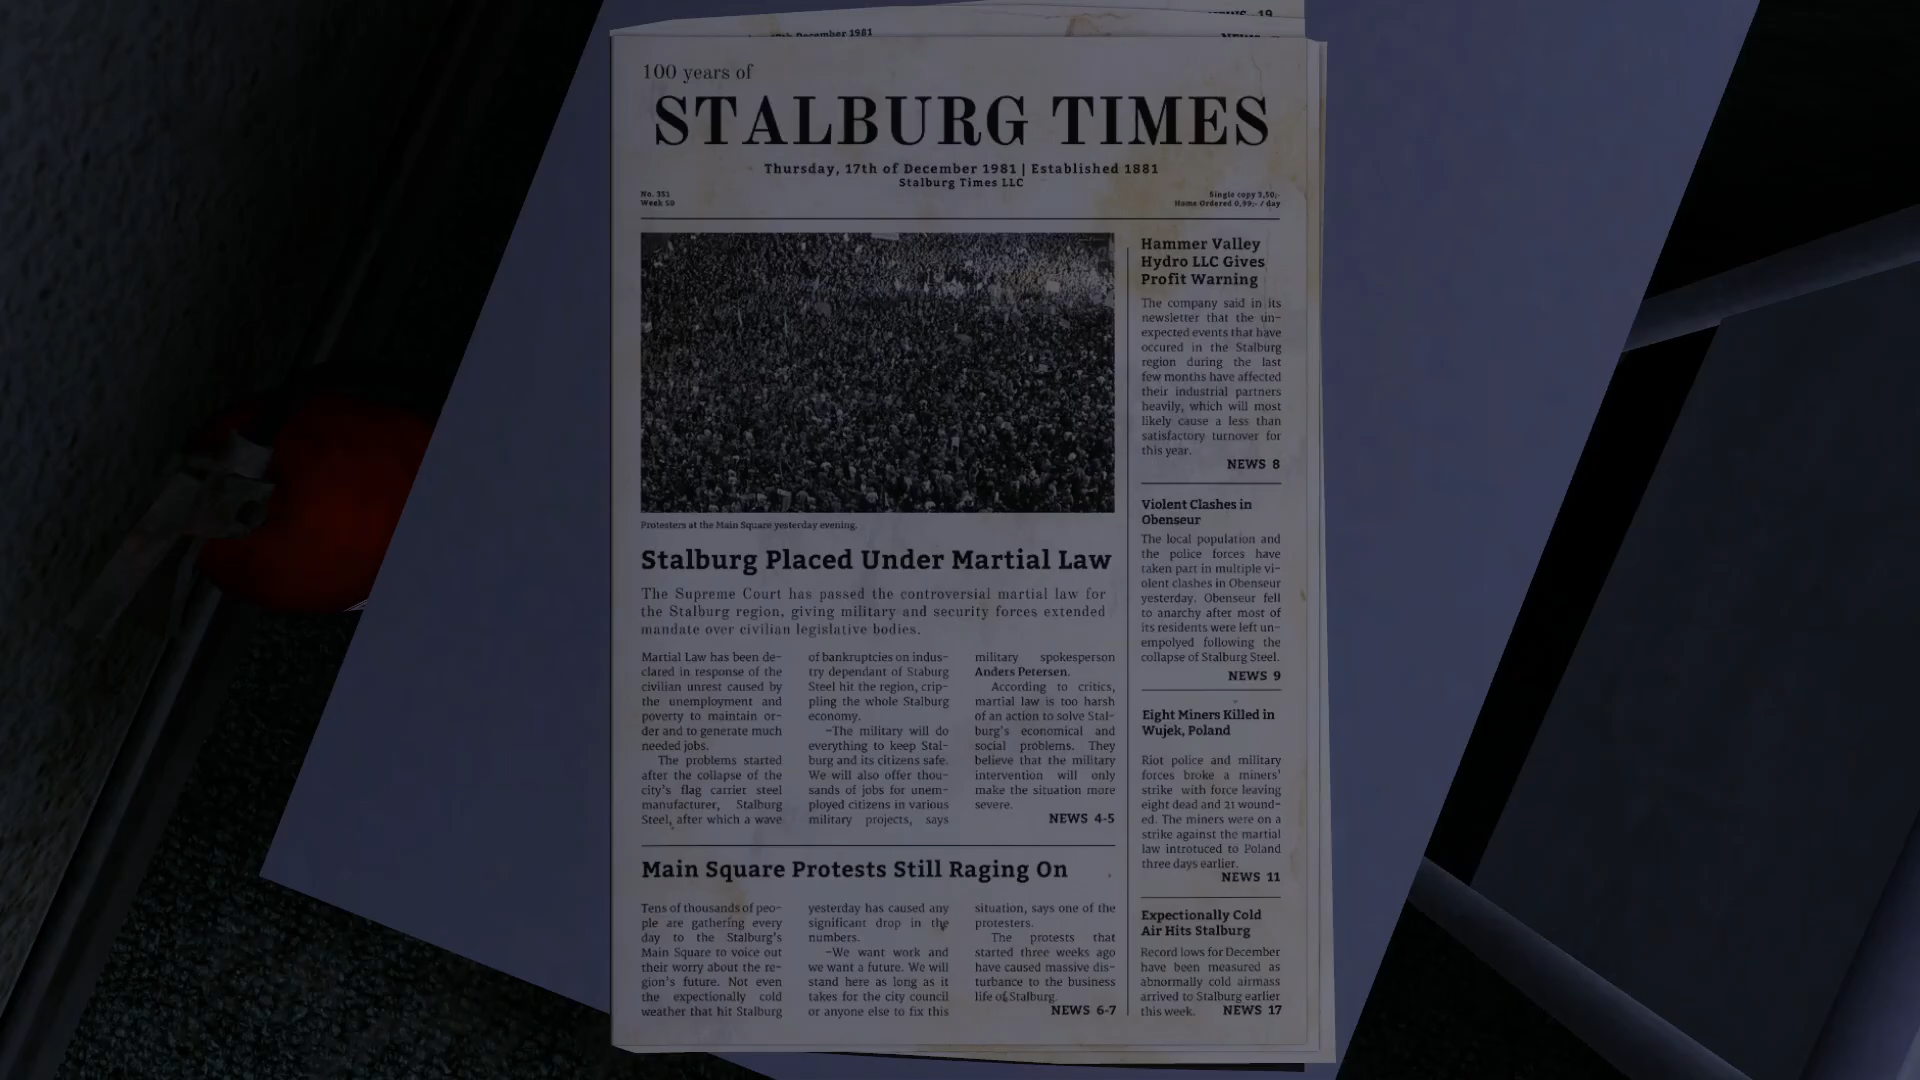 NEWS 19
December 1981
100 years of
STALBURG TIMES
Thursday, 17th of December 1981 | Established 1881
Stalburg Times LLC
No. 351
Week 50
Single copy 3,50;-
Home Ordered 0,99;- / day
Protesters at the Main Square yesterday evening.
Stalburg Placed Under Martial Law
The Supreme Court has passed the controversial martial law for
the Stalburg region, giving military and security forces extended
mandate over civilian legislative bodies.
Martial Law has been de-
clared in response of the
civilian unrest caused by
the unemployment and
poverty to maintain or-
der and to generate much
needed jobs.
The problems started
after the collapse of the
city's flag carrier steel
manufacturer, Stalburg
Steel, after which a wave
of bankruptcies on indus-
try dependant of Staburg
Steel hit the region, crip-
pling the whole Stalburg
economy.
-The military will do
everything to keep Stal-
burg and its citizens safe.
We will also offer thou-
sands of jobs for unem-
ployed citizens in various
military projects, says
military spokesperson
Anders Petersen.
According to critics,
martial law is too harsh
of an action to solve Stal-
burg's economical and
social problems. They
believe that the military
intervention will only
make the situation more
severe.
NEWS 4-5
Main Square Protests Still Raging On
Tens of thousands of peo-
ple are gathering every
day to the Stalburg's
Main Square to voice out
their worry about the re-
gion's future. Not even
the expectionally cold
weather that hit Stalburg
yesterday has caused any
significant drop in the
numbers.
-We want work and
we want a future. We will
stand here as long as it
takes for the city council
or anyone else to fix this
situation, says one of the
protesters.
The protests that
started three weeks ago
have caused massive dis-
turbance to the business
life of Stalburg.
NEWS 6-7
Hammer Valley
Hydro LLC Gives
Profit Warning
The company said in its
newsletter that the un-
expected events that have
occured in the Stalburg
region during the last
few months have affected
their industrial partners
heavily, which will most
likely cause a less than
satisfactory turnover for
this year.
NEWS 8
Violent Clashes in
Obenseur
The local population and
the police forces have
taken part in multiple vi-
olent clashes in Obenseur
yesterday. Obenseur fell
to anarchy after most of
its residents were left un-
empolyed following the
collapse of Stalburg Steel.
NEWS 9
Eight Miners Killed in
Wujek, Poland
Riot police and military
forces broke a miners'
strike with force leaving
eight dead and 21 wound-
ed. The miners were on a
strike against the martial
law introtuced to Poland
three days earlier.
NEWS 11
Expectionally Cold
Air Hits Stalburg
Record lows for December
have been measured as
abnormally cold airmass
arrived to Stalburg earlier
this week. NEWS 17